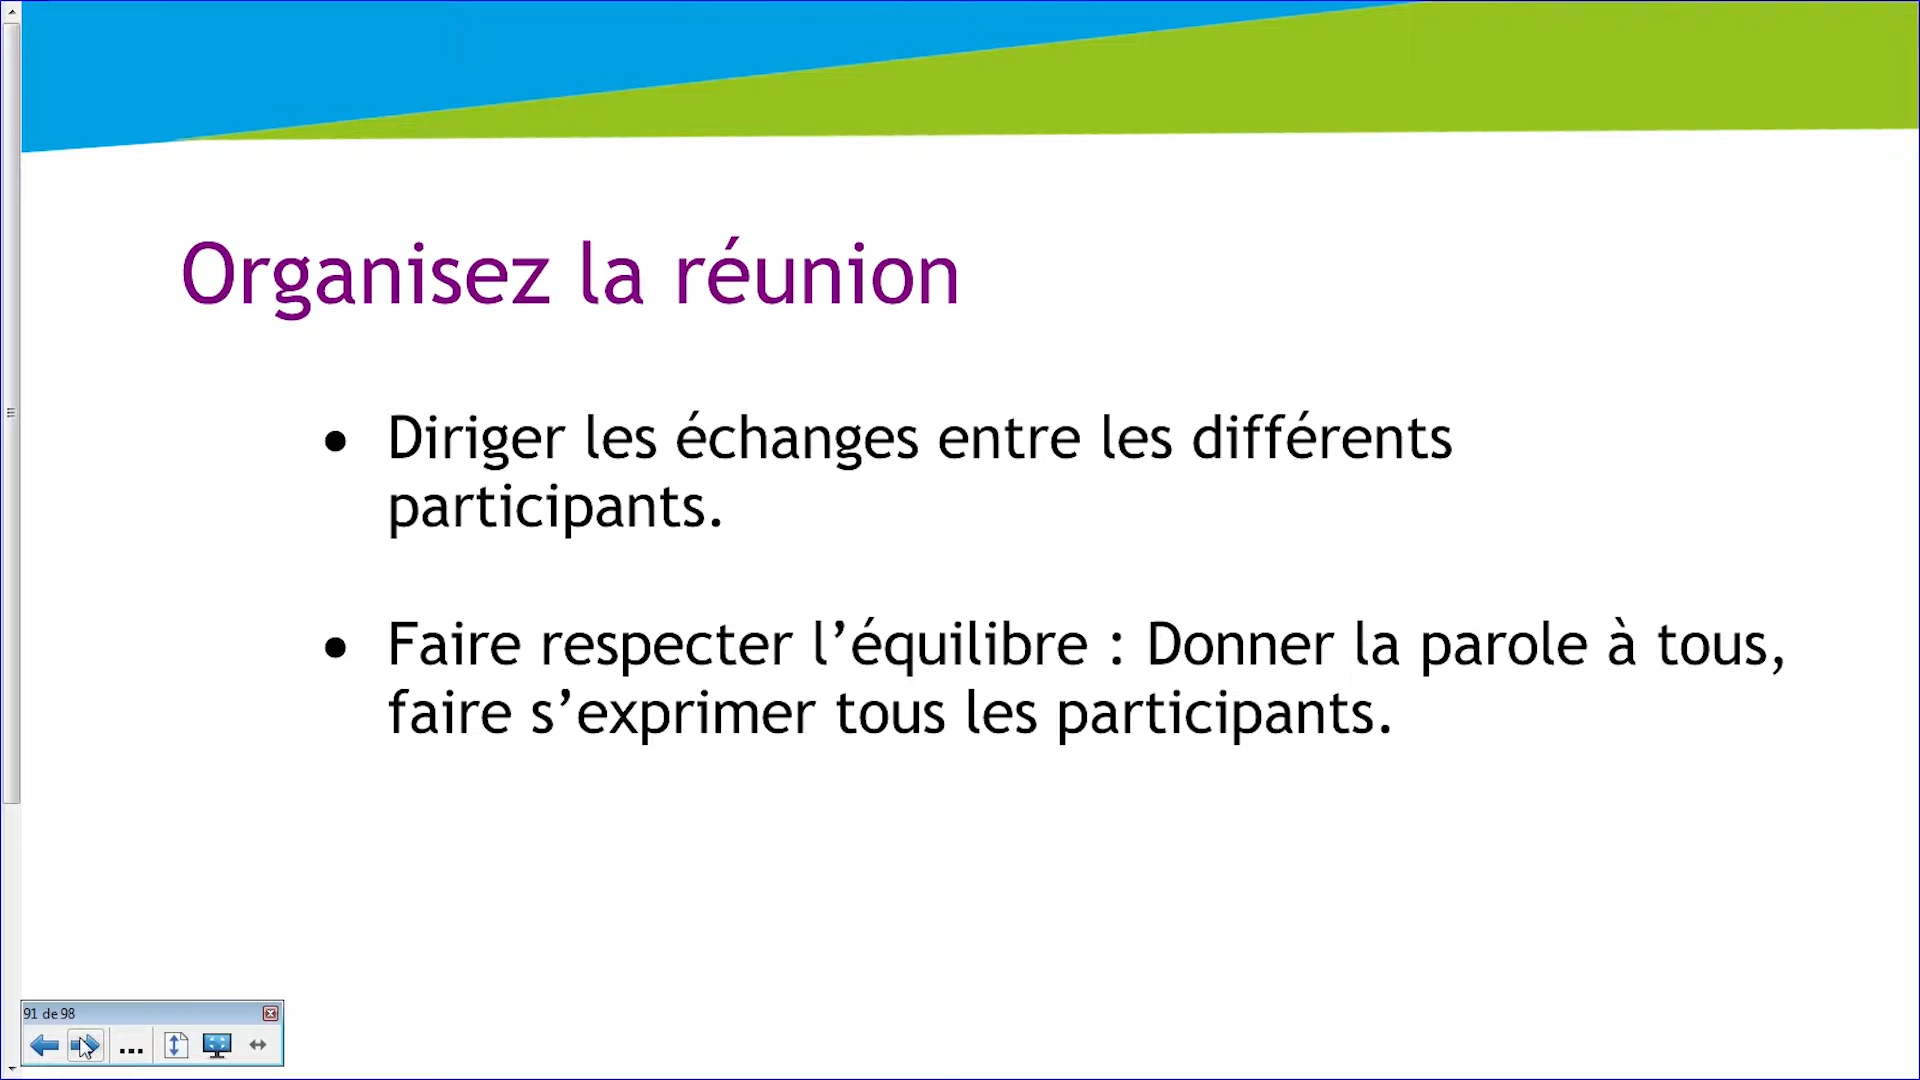 Organisez la réunion
• Diriger les échanges entre les différents
participants.
• Faire respecter l’équilibre : Donner la parole à tous,
faire s’exprimer tous les participants.
91 de 98
...